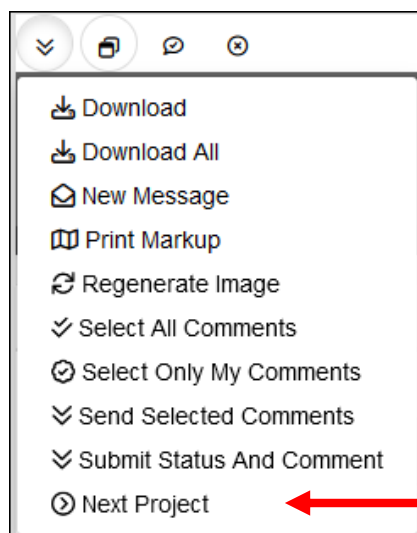 Download
Download All
New Message
Print Markup
Regenerate Image
Select All Comments
Select Only My Comments
Send Selected Comments
Submit Status And Comment
Next Project